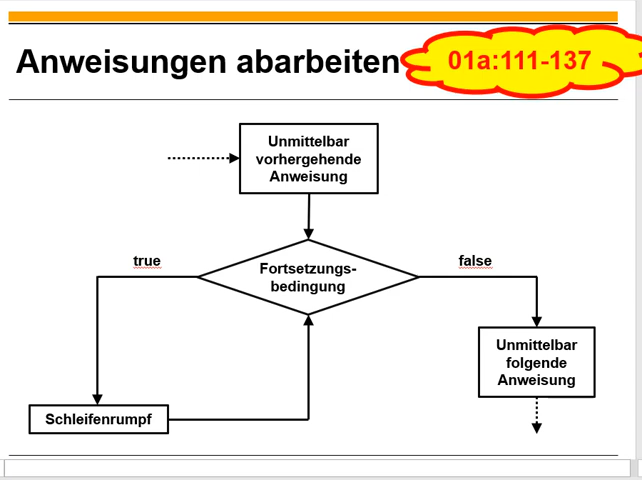 Anweisungen abarbeiten
01a:111-137
Unmittelbar
vorhergehende
Anweisung
true
Fortsetzungs-
bedingung
false
Unmittelbar
folgende
Anweisung
Schleifenrumpf